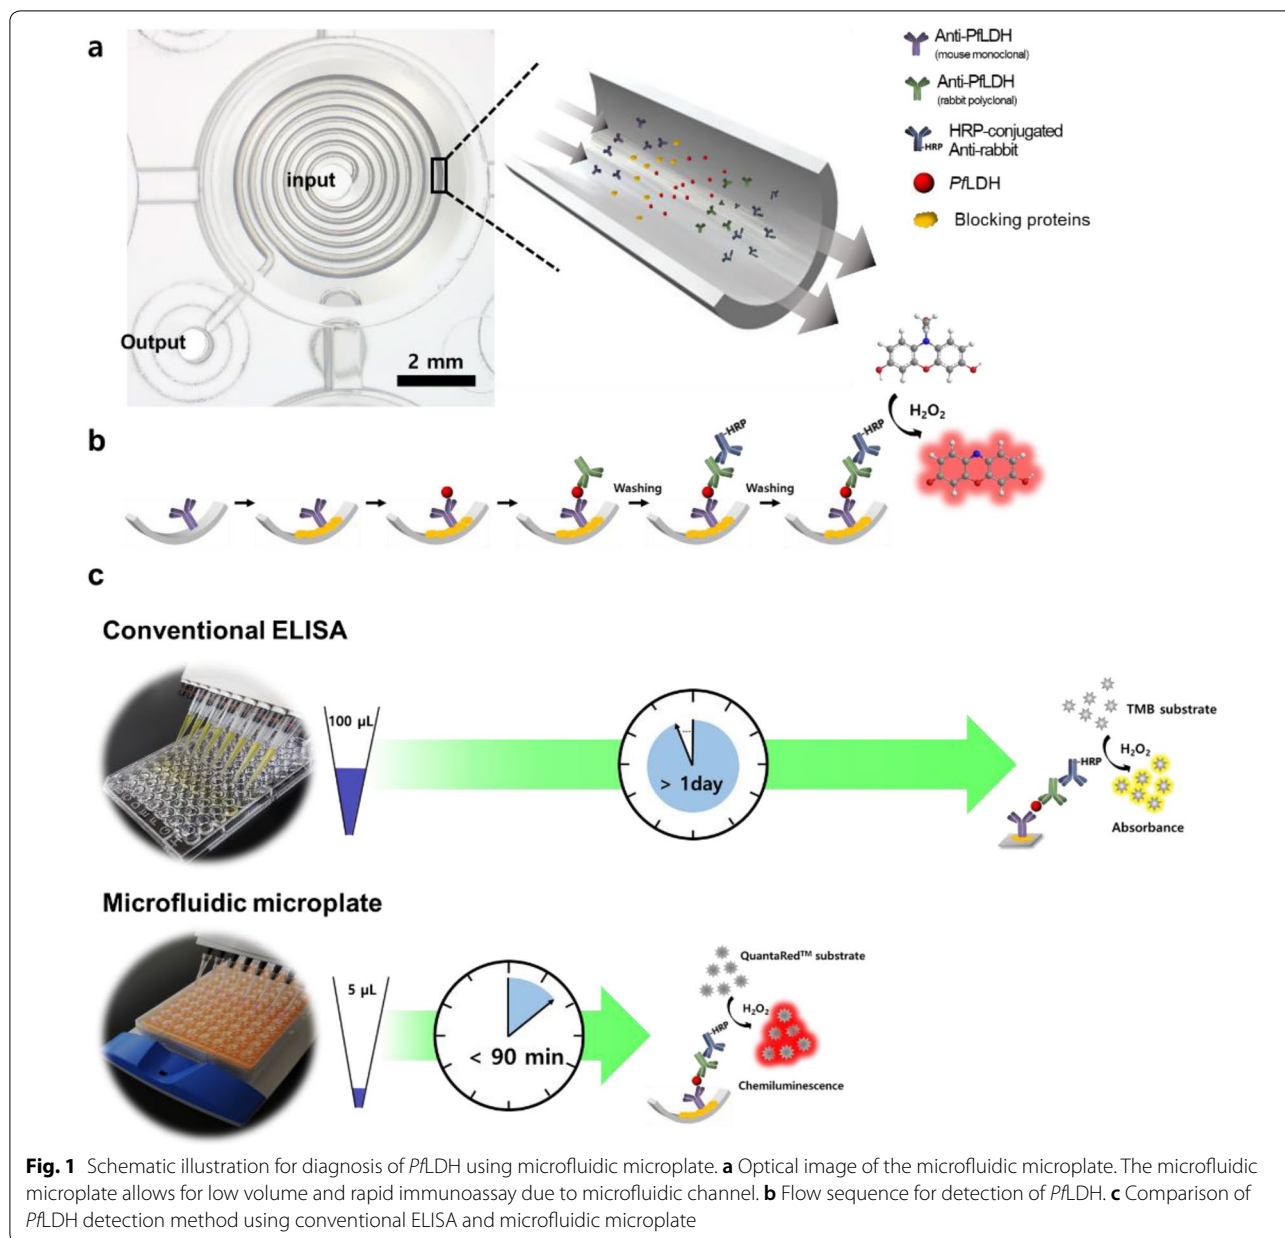 a
input
Output
2 mm
Anti-PfLDH
(mouse monoclonal)
Anti-PfLDH
(rabbit polyclonal)
-HRP
HRP-conjugated
Anti-rabbit
PfLDH
Blocking proteins
b
Washing
-HRP
Washing
-HRP
H₂O₂
c
Conventional ELISA
100 µL
> 1day
TMB substrate
H₂O₂
-HRP
Absorbance
Microfluidic microplate
5 µL
< 90 min
QuantaRed™ substrate
H₂O₂
-HRP
Chemiluminescence
Fig. 1 Schematic illustration for diagnosis of PfLDH using microfluidic microplate. a Optical image of the microfluidic microplate. The microfluidic
microplate allows for low volume and rapid immunoassay due to microfluidic channel. b Flow sequence for detection of PfLDH. c Comparison of
PfLDH detection method using conventional ELISA and microfluidic microplate